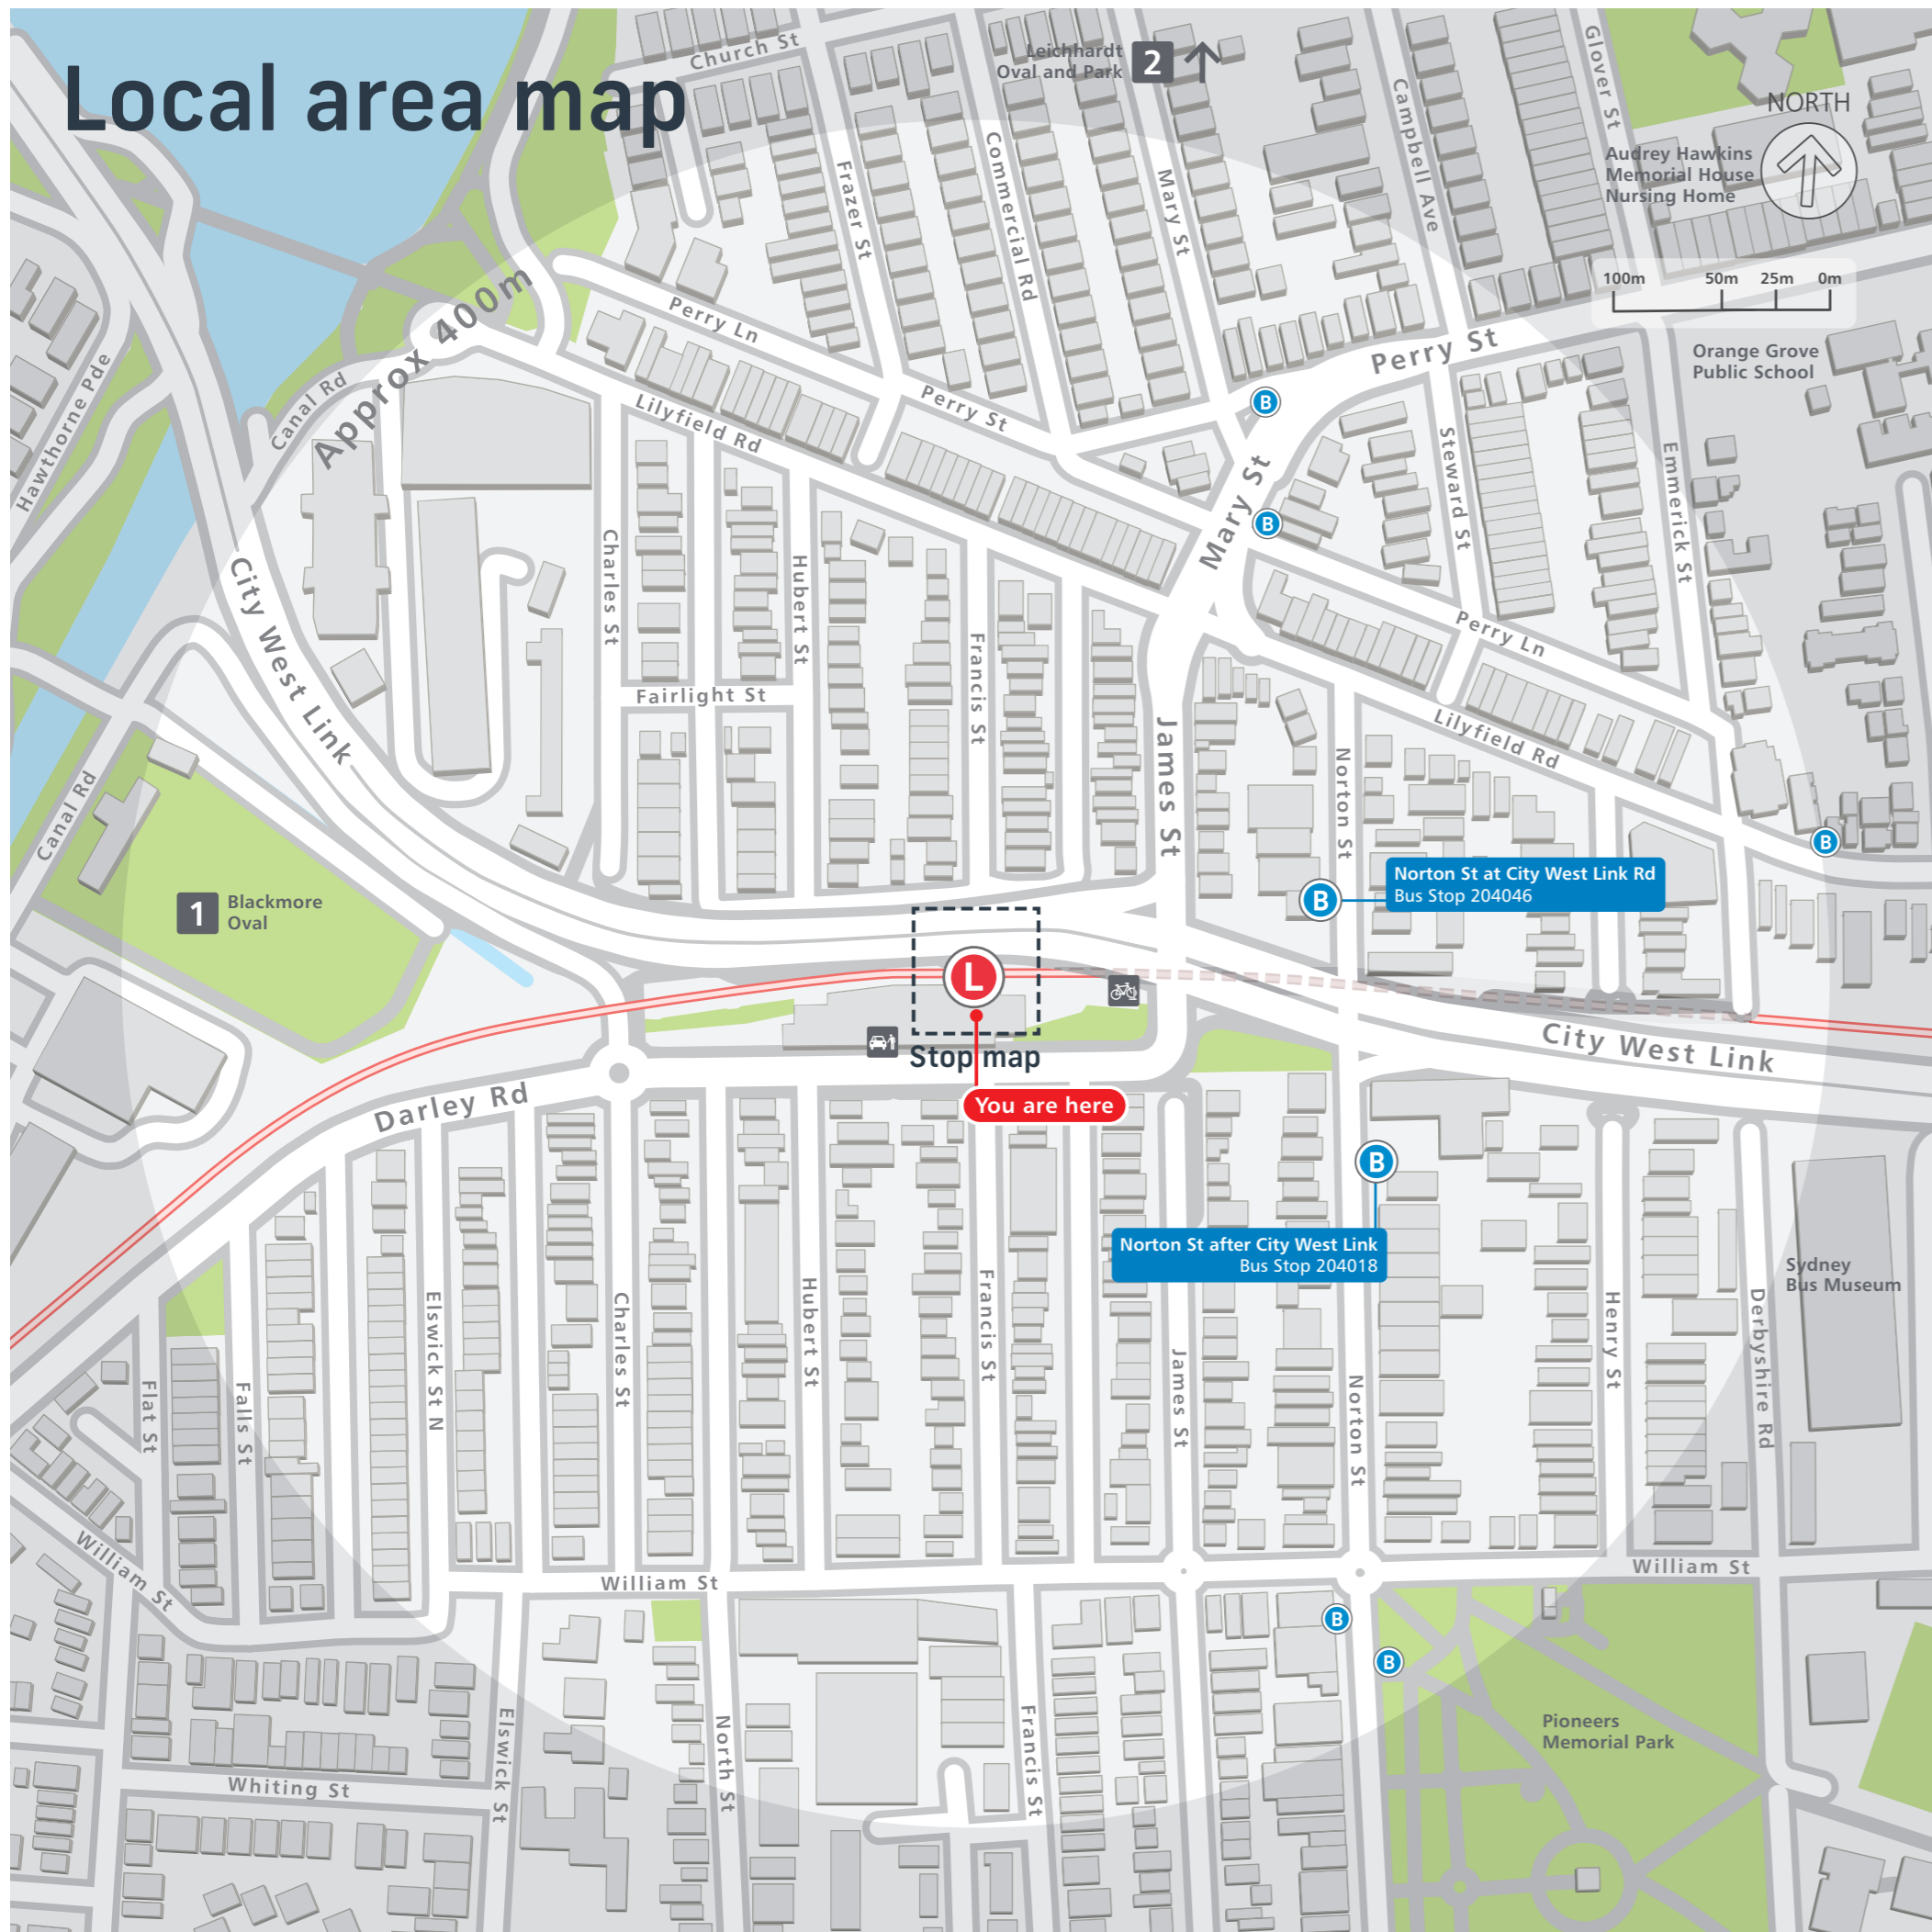 Local area map
Church St
Leichhardt
Oval and Park
2
Glover St
NORTH
Campbell Ave
Audrey Hawkins
Memorial House
Nursing Home
Frazer St
Commercial Rd
Mary St
100m 50m 25m 0m
Approx 400m
Perry Ln
Perry St
Orange Grove
Public School
Hawthorne Pde
Canal Rd
Lilyfield Rd
Perry St
B
Steward St
Emmerick St
Mary St
B
City West Link
Charles St
Hubert St
Francis St
Perry Ln
Fairlight St
James St
Norton St
Lilyfield Rd
Canal Rd
B
1
Blackmore
Oval
B
Norton St at City West Link Rd
Bus Stop 204046
L
City West Link
Stop map
You are here
Darley Rd
B
Norton St after City West Link
Bus Stop 204018
Sydney
Bus Museum
Flat St
Falls St
Elswick St N
Charles St
Hubert St
Francis St
James St
Norton St
Henry St
Derbyshire Rd
William St
William St
William St
B
B
Pioneers
Memorial Park
Whiting St
Elswick St
North St
Francis St